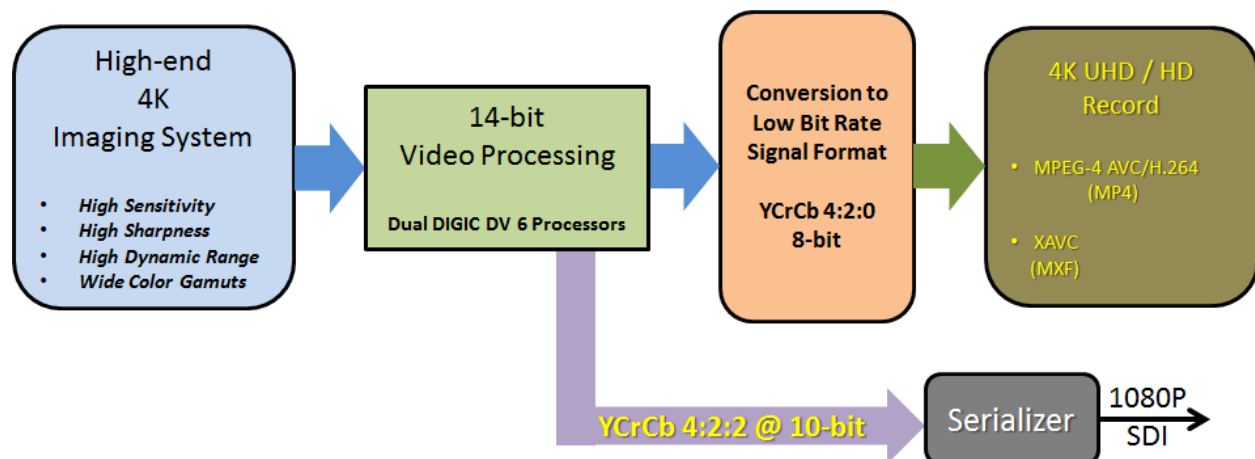 High-end
4K
Imaging System
• High Sensitivity
• High Sharpness
• High Dynamic Range
• Wide Color Gamuts
14-bit
Video Processing
Dual DIGIC DV 6 Processors
Conversion to
Low Bit Rate
Signal Format
YCrCb 4:2:0
8-bit
4K UHD / HD
Record
• MPEG-4 AVC/H.264
(MP4)
• XAVC
(MXF)
YCrCb 4:2:2 @ 10-bit
Serializer
1080P
SDI